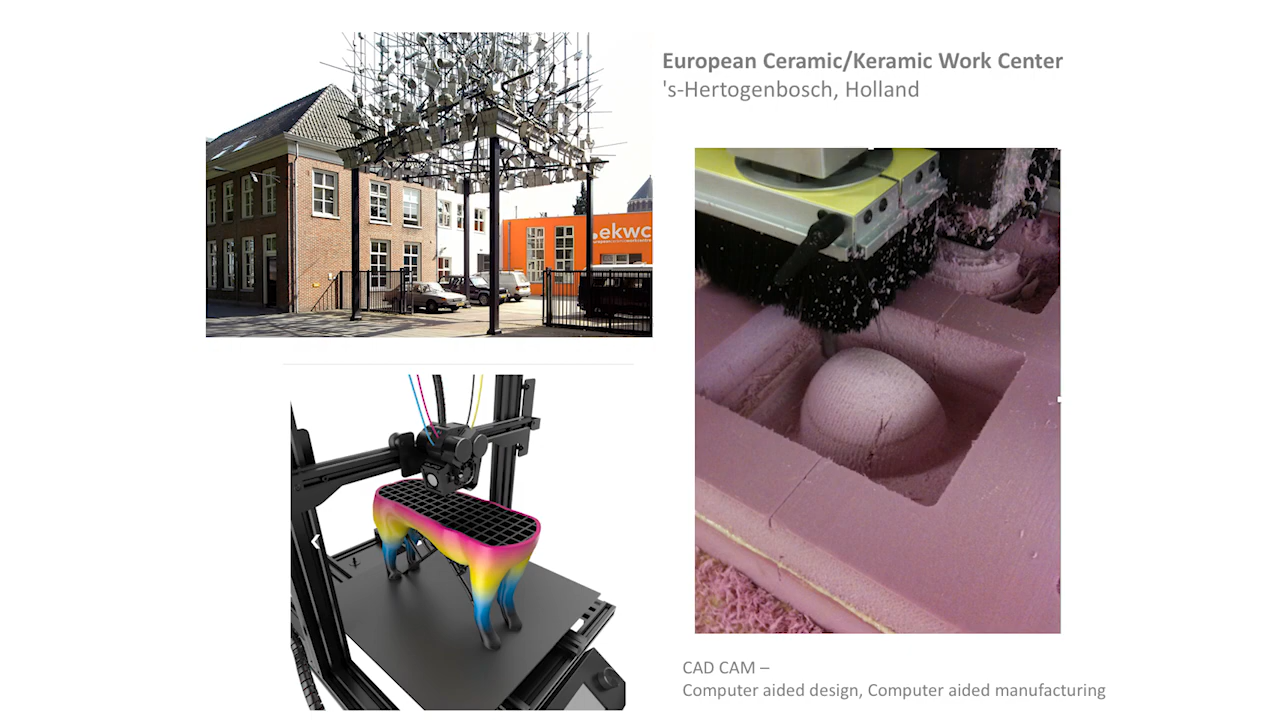 European Ceramic/Keramic Work Center
's-Hertogenbosch, Holland
.ekwc
CAD CAM –
Computer aided design, Computer aided manufacturing